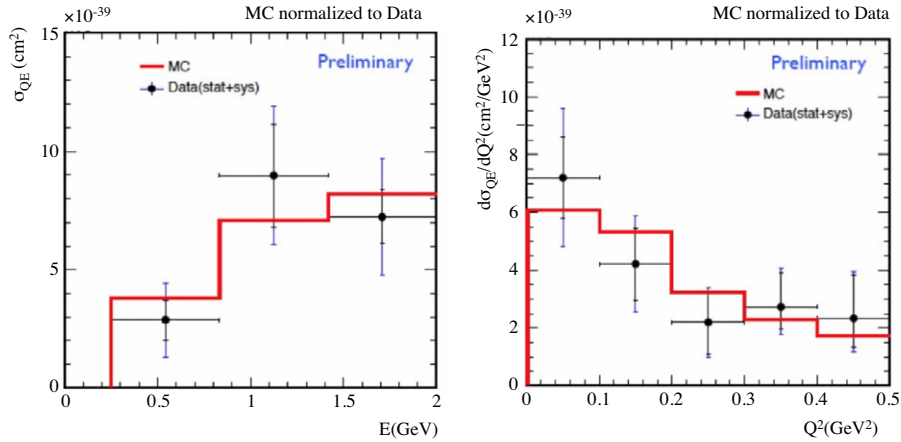 ×10⁻³⁹
MC normalized to Data
15
10
5
0
σQE (cm²)
Preliminary
MC
Data(stat+sys)
0
0.5
1
1.5
2
E(GeV)
×10⁻³⁹
MC normalized to Data
12
10
8
6
4
2
0
dσQE/dQ²(cm²/GeV²)
Preliminary
MC
Data(stat+sys)
0
0.1
0.2
0.3
0.4
0.5
Q²(GeV²)